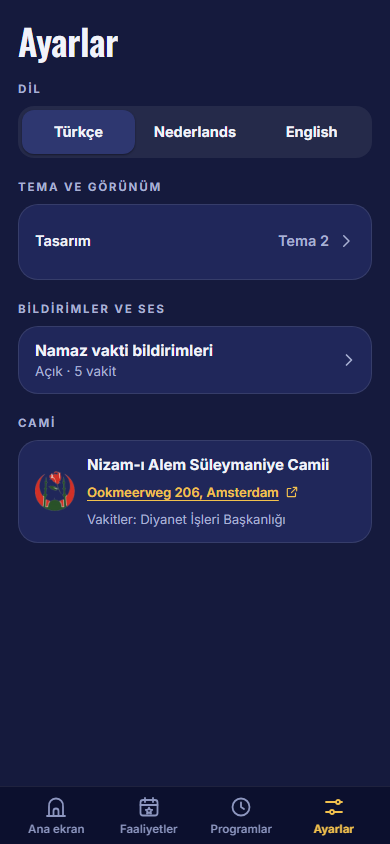 Ayarlar
DİL
Türkçe
Nederlands
English
TEMA VE GÖRÜNÜM
Tasarım
Tema 2
BİLDİRİMLER VE SES
Namaz vakti bildirimleri
Açık · 5 vakit
CAMİ
Nizam-ı Alem Süleymaniye Camii
Ookmeerweg 206, Amsterdam
Vakitler: Diyanet İşleri Başkanlığı
Ana ekran
Faaliyetler
Programlar
Ayarlar